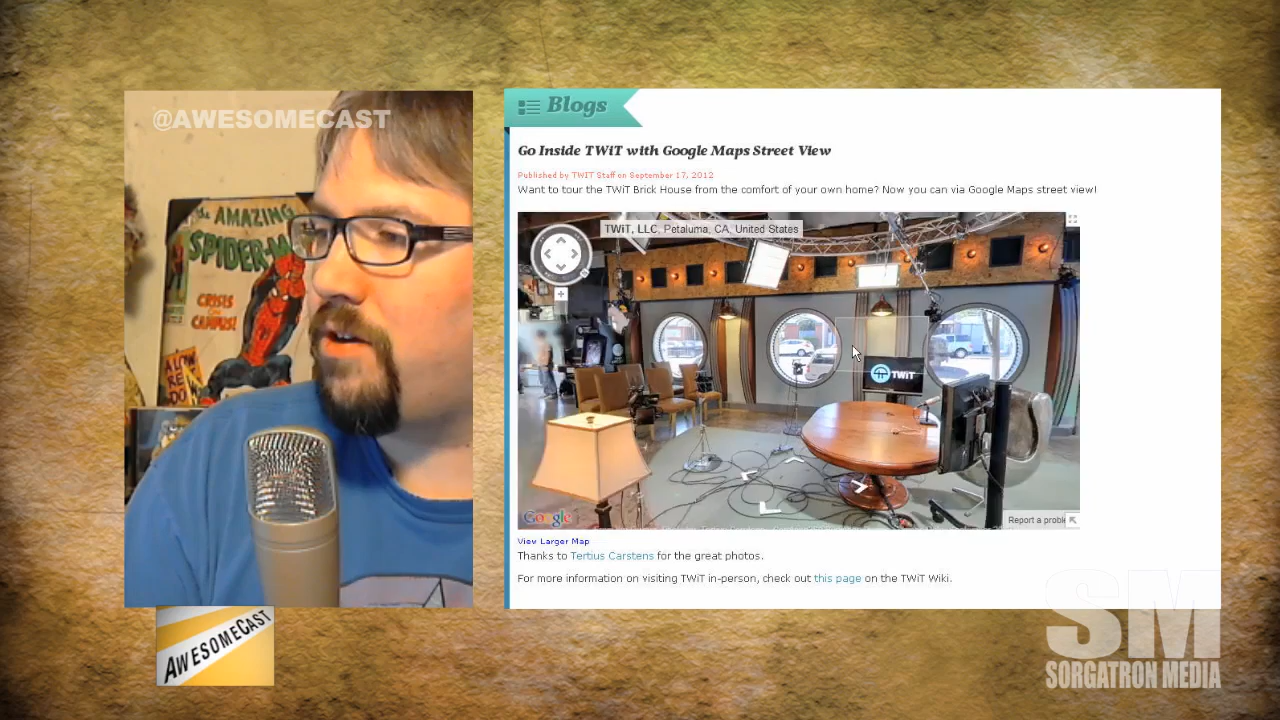 @AWESOMECAST
the AMAZING
SPIDER-M
CRISIS
ON
CAMPUS!
A LOW
RE
DO
Blogs
Go Inside TWiT with Google Maps Street View
Published by TWIT Staff on September 17, 2012
Want to tour the TWiT Brick House from the comfort of your own home? Now you can via Google Maps street view!
TWiT, LLC, Petaluma, CA, United States
TWiT
Google
Report a proble
View Larger Map
Thanks to Tertius Carstens for the great photos.
For more information on visiting TWiT in-person, check out this page on the TWiT Wiki.
AWESOMECAST
SM
SORGATRON MEDIA